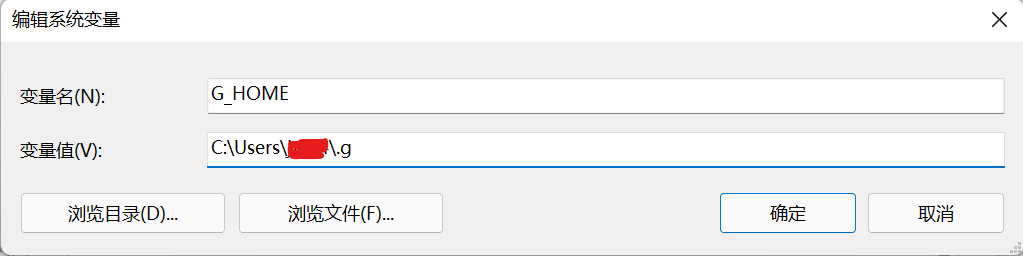 编辑系统变量
变量名(N):
G_HOME
变量值(V):
C:\Users\ \.g
浏览目录(D)...
浏览文件(F)...
确定
取消